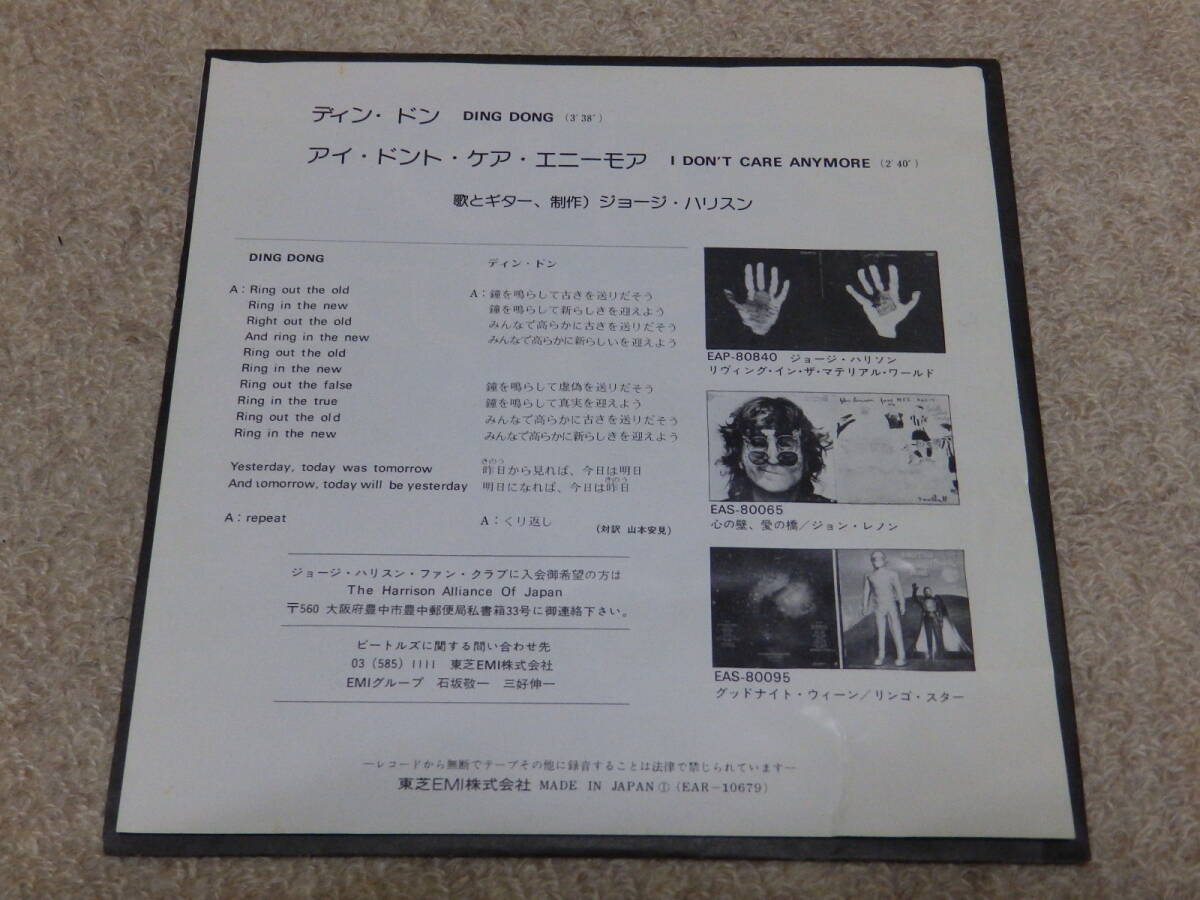 ディン・ドン DING DONG (3'38")
アイ・ドント・ケア・エニーモア I DON'T CARE ANYMORE (2'40")
歌とギター、制作）ジョージ・ハリスン
DING DONG
A : Ring out the old
Ring in the new
Right out the old
And ring in the new
Ring out the old
Ring in the new
Ring out the false
Ring in the true
Ring out the old
Ring in the new
Yesterday, today was tomorrow
And tomorrow, today will be yesterday
A : repeat
ディン・ドン
A：鐘を鳴らして古きを送りだそう
鐘を鳴らして新らしきを迎えよう
みんなで高らかに古きを送りだそう
みんなで高らかに新らしいを迎えよう
鐘を鳴らして虚偽を送りだそう
鐘を鳴らして真実を迎えよう
みんなで高らかに古きを送りだそう
みんなで高らかに新らしきを迎えよう
きのう
昨日から見れば、今日は明日
きのう
明日になれば、今日は昨日
A：くり返し
（対訳 山本安見）
ジョージ・ハリスン・ファン・クラブに入会御希望の方は
The Harrison Alliance Of Japan
〒560 大阪府豊中市豊中郵便局私書箱33号に御連絡下さい。
ビートルズに関する問い合わせ先
03 (585) 1111 東芝EMI株式会社
EMIグループ 石坂敬一 三好伸一
EAP-80840 ジョージ・ハリソン
リヴィング・イン・ザ・マテリアル・ワールド
EAS-80065
心の壁、愛の橋／ジョン・レノン
EAS-80095
グッドナイト・ウィーン／リンゴ・スター
―レコードから無断でテープその他に録音することは法律で禁じられています―
東芝EMI株式会社 MADE IN JAPAN ① (EAR-10679)